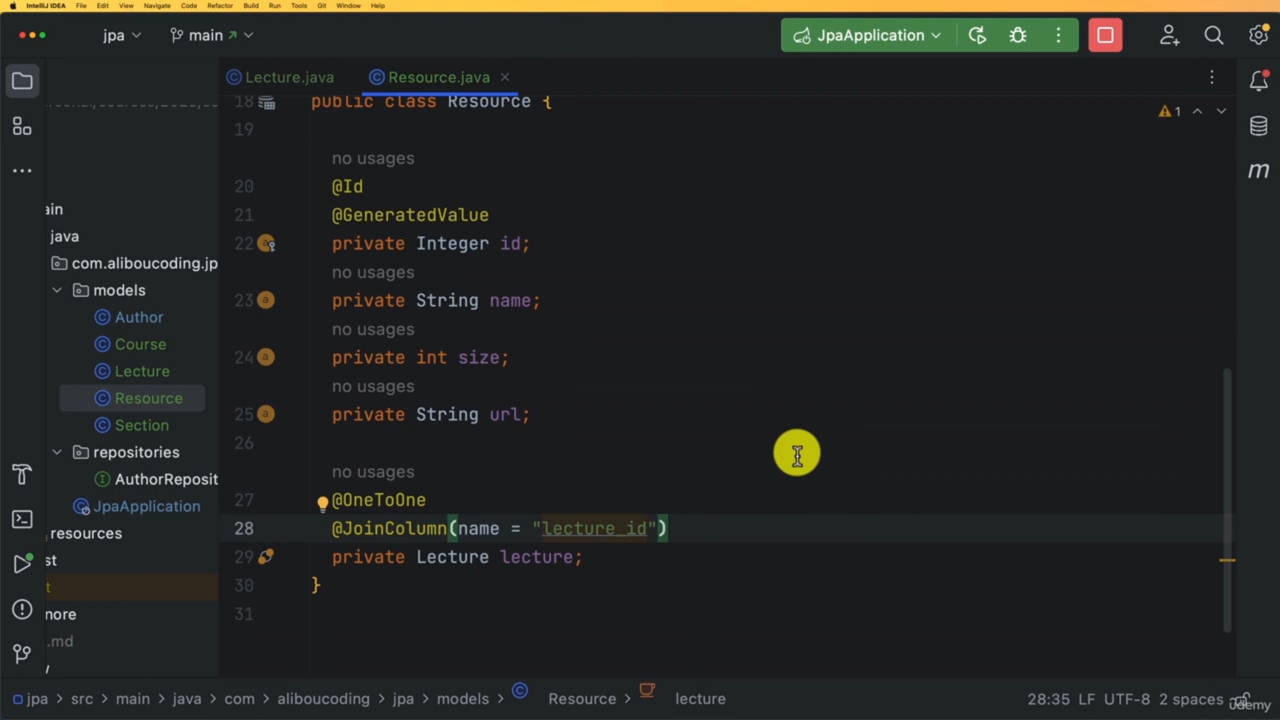 IntelliJ IDEA File Edit View Navigate Code Refactor Build Run Tools Git Window Help
jpa main JpaApplication
Lecture.java Resource.java
18 public class Resource {
19
no usages
20 @Id
21 @GeneratedValue
22 private Integer id;
no usages
23 private String name;
no usages
24 private int size;
no usages
25 private String url;
26
no usages
27 @OneToOne
28 @JoinColumn(name = "lecture_id")
29 private Lecture lecture;
30 }
31
1
m
ain
java
com.aliboucoding.jp
models
Author
Course
Lecture
Resource
Section
repositories
AuthorReposit
JpaApplication
resources
st
t
nore
.md
jpa > src > main > java > com > aliboucoding > jpa > models > Resource > lecture
28:35 LF UTF-8 2 spaces
udemy